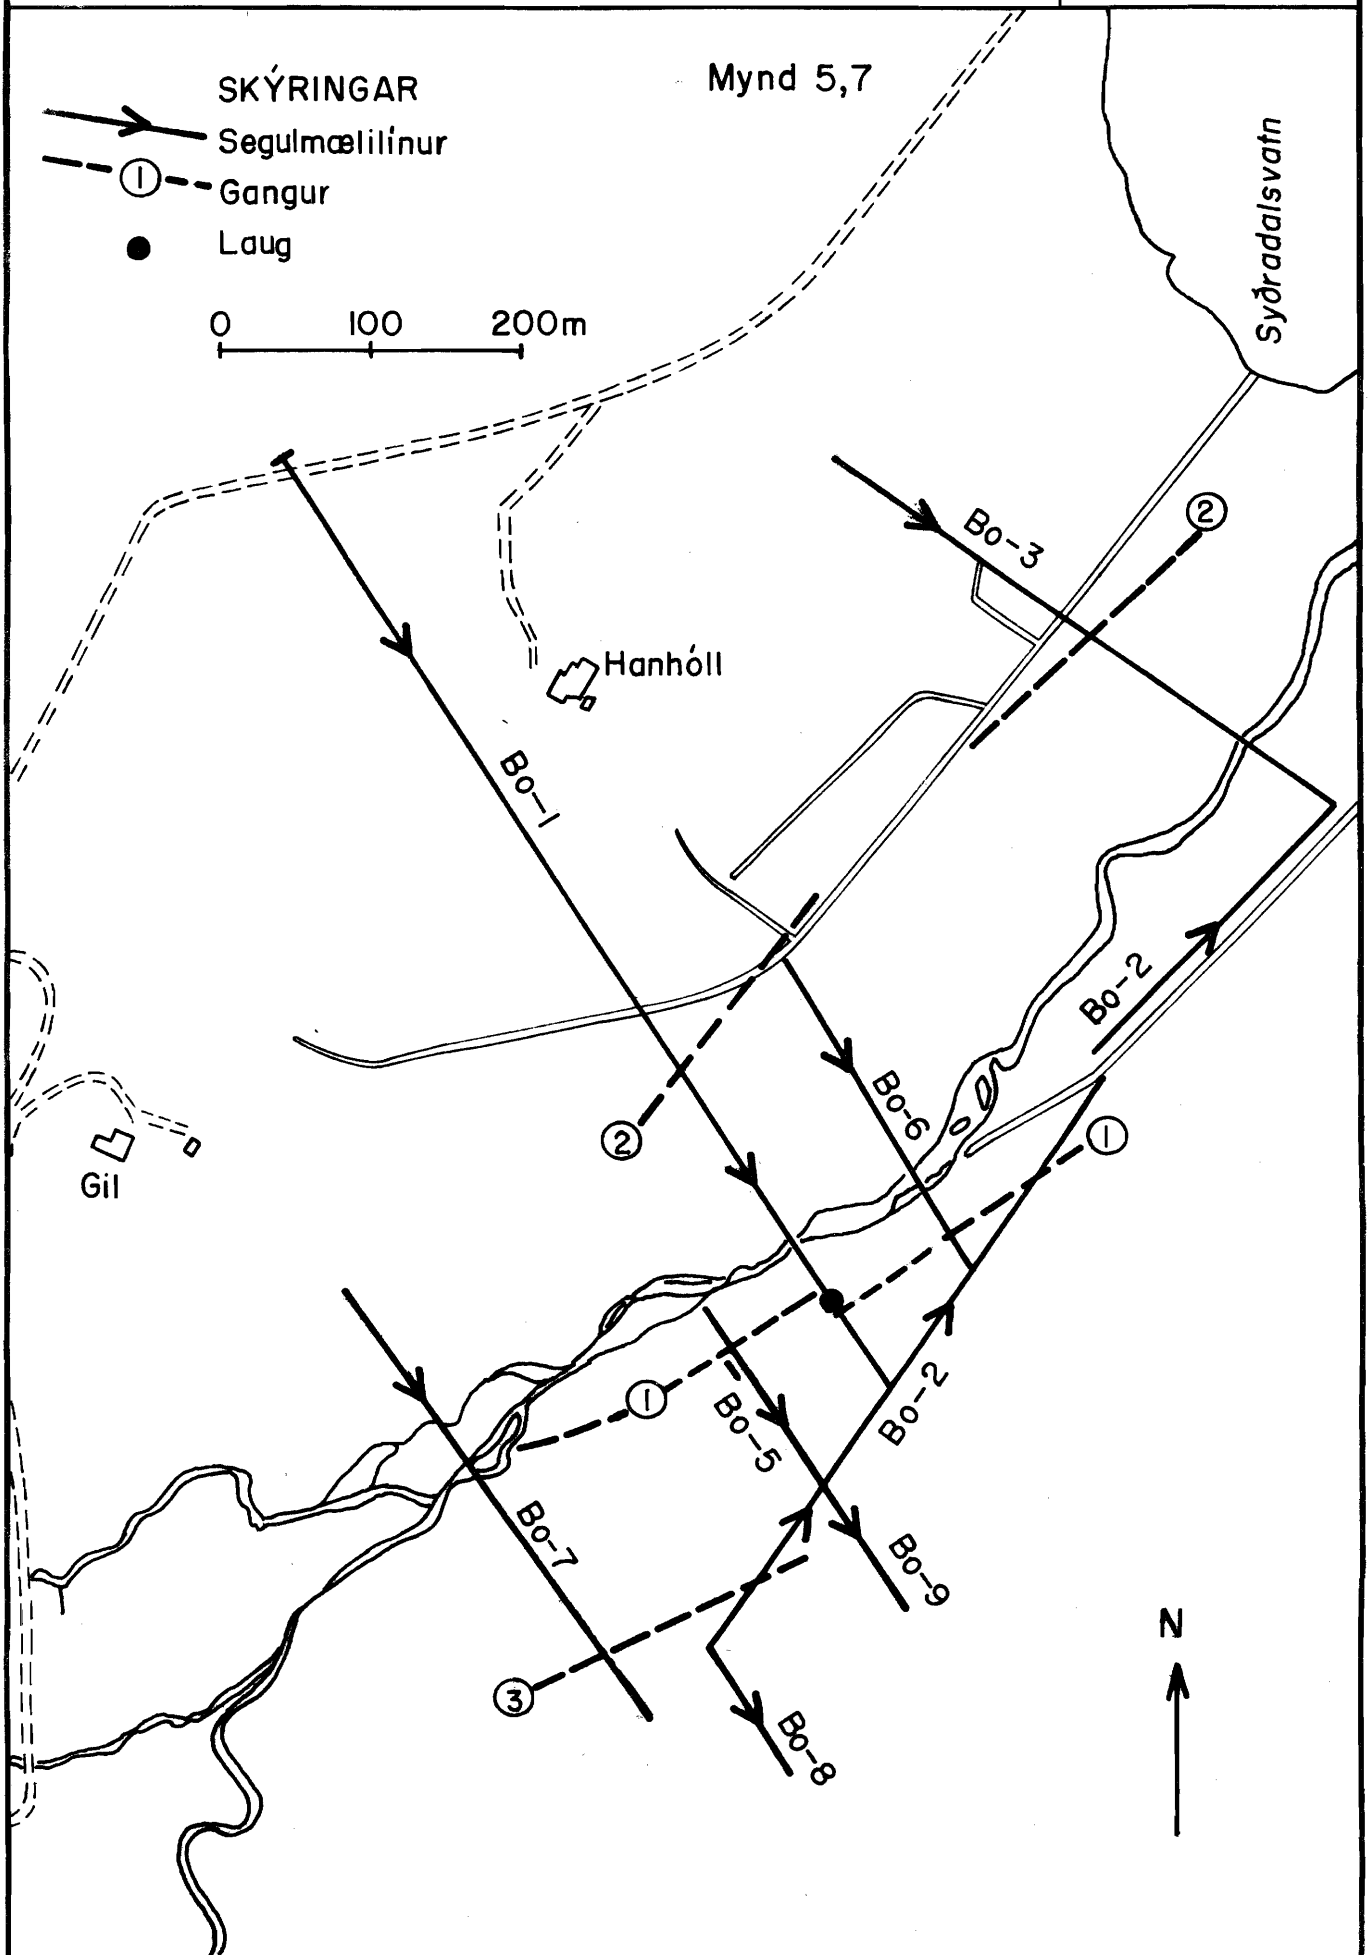 Mynd 5,7
SKÝRINGAR
Segulmælilínur
1 Gangur
Laug
0 100 200m
Syðradalsvatn
2
Bo-3
Hanhóll
Bo-1
Bo-2
Bo-6
2
1
Gil
1
Bo-5
Bo-2
Bo-7
Bo-9
3
Bo-8
N